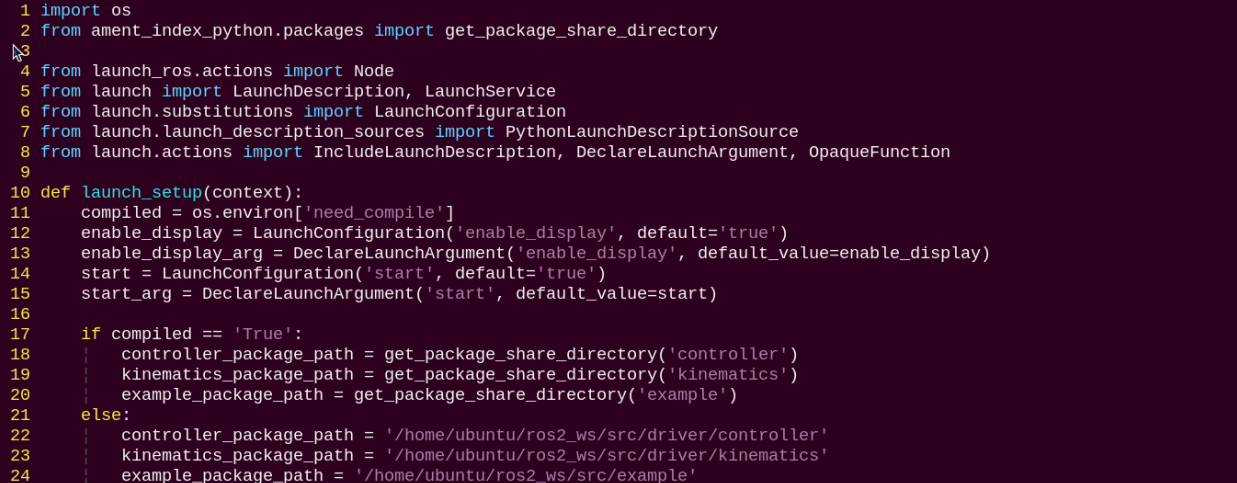 1 import os
2 from ament_index_python.packages import get_package_share_directory
3
4 from launch_ros.actions import Node
5 from launch import LaunchDescription, LaunchService
6 from launch.substitutions import LaunchConfiguration
7 from launch.launch_description_sources import PythonLaunchDescriptionSource
8 from launch.actions import IncludeLaunchDescription, DeclareLaunchArgument, OpaqueFunction
9
10 def launch_setup(context):
11     compiled = os.environ['need_compile']
12     enable_display = LaunchConfiguration('enable_display', default='true')
13     enable_display_arg = DeclareLaunchArgument('enable_display', default_value=enable_display)
14     start = LaunchConfiguration('start', default='true')
15     start_arg = DeclareLaunchArgument('start', default_value=start)
16
17     if compiled == 'True':
18     ¦   controller_package_path = get_package_share_directory('controller')
19     ¦   kinematics_package_path = get_package_share_directory('kinematics')
20     ¦   example_package_path = get_package_share_directory('example')
21     else:
22     ¦   controller_package_path = '/home/ubuntu/ros2_ws/src/driver/controller'
23     ¦   kinematics_package_path = '/home/ubuntu/ros2_ws/src/driver/kinematics'
24     ¦   example_package_path = '/home/ubuntu/ros2_ws/src/example'